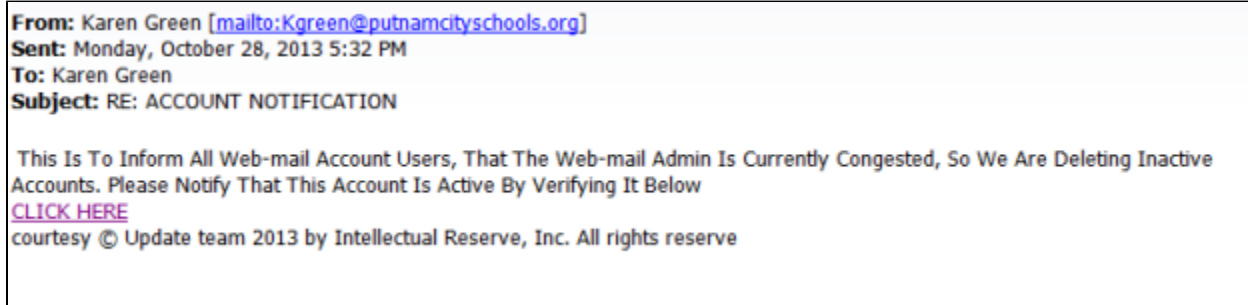 From: Karen Green [mailto:Kgreen@putnamcityschools.org]
Sent: Monday, October 28, 2013 5:32 PM
To: Karen Green
Subject: RE: ACCOUNT NOTIFICATION
This Is To Inform All Web-mail Account Users, That The Web-mail Admin Is Currently Congested, So We Are Deleting Inactive
Accounts. Please Notify That This Account Is Active By Verifying It Below
CLICK HERE
courtesy © Update team 2013 by Intellectual Reserve, Inc. All rights reserve